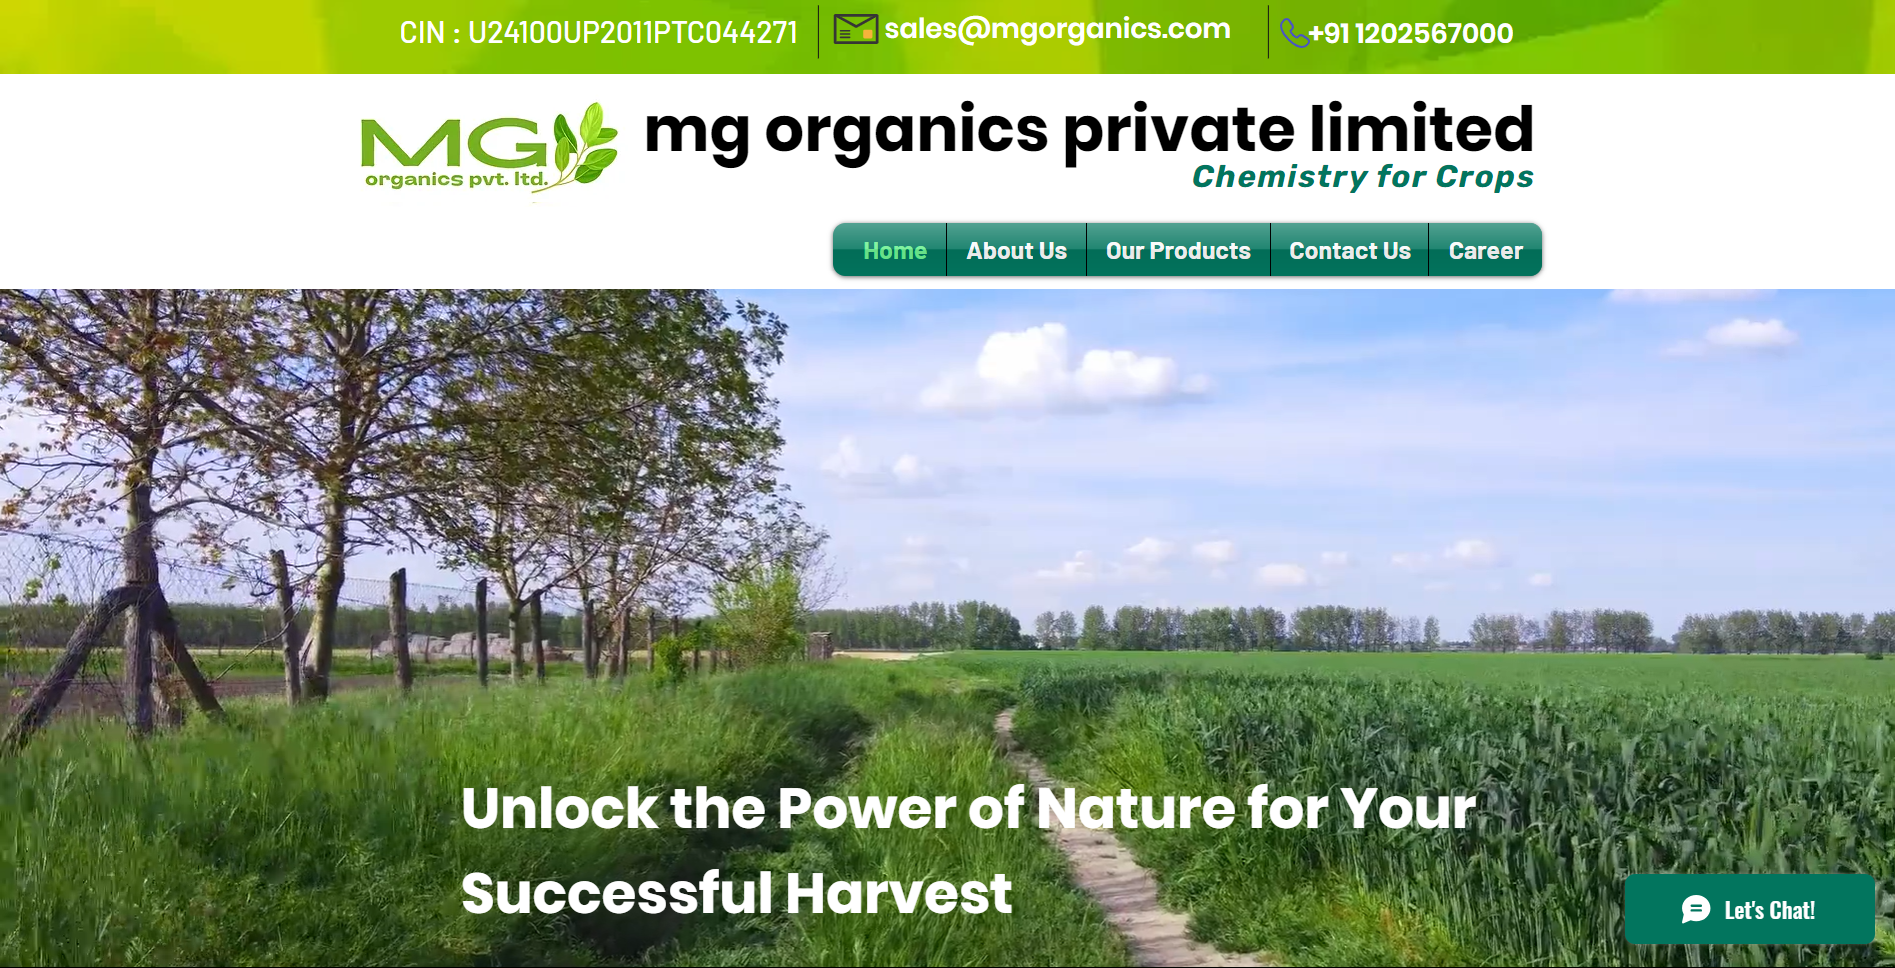 CIN : U24100UP2011PTC044271
sales@mgorganics.com
+91 1202567000
MG
organics pvt. ltd.
mg organics private limited
Chemistry for Crops
Home
About Us
Our Products
Contact Us
Career
Unlock the Power of Nature for Your
Successful Harvest
Let's Chat!